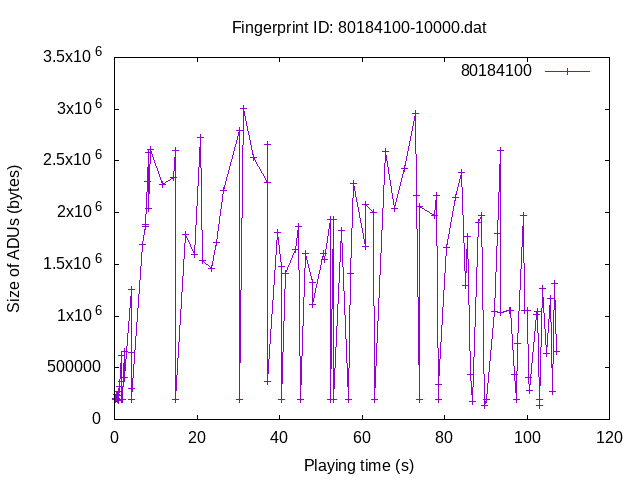 Fingerprint ID: 80184100-10000.dat
80184100
3.5x10^6
3x10^6
2.5x10^6
2x10^6
1.5x10^6
1x10^6
500000
0
Size of ADUs (bytes)
0 20 40 60 80 100 120
Playing time (s)